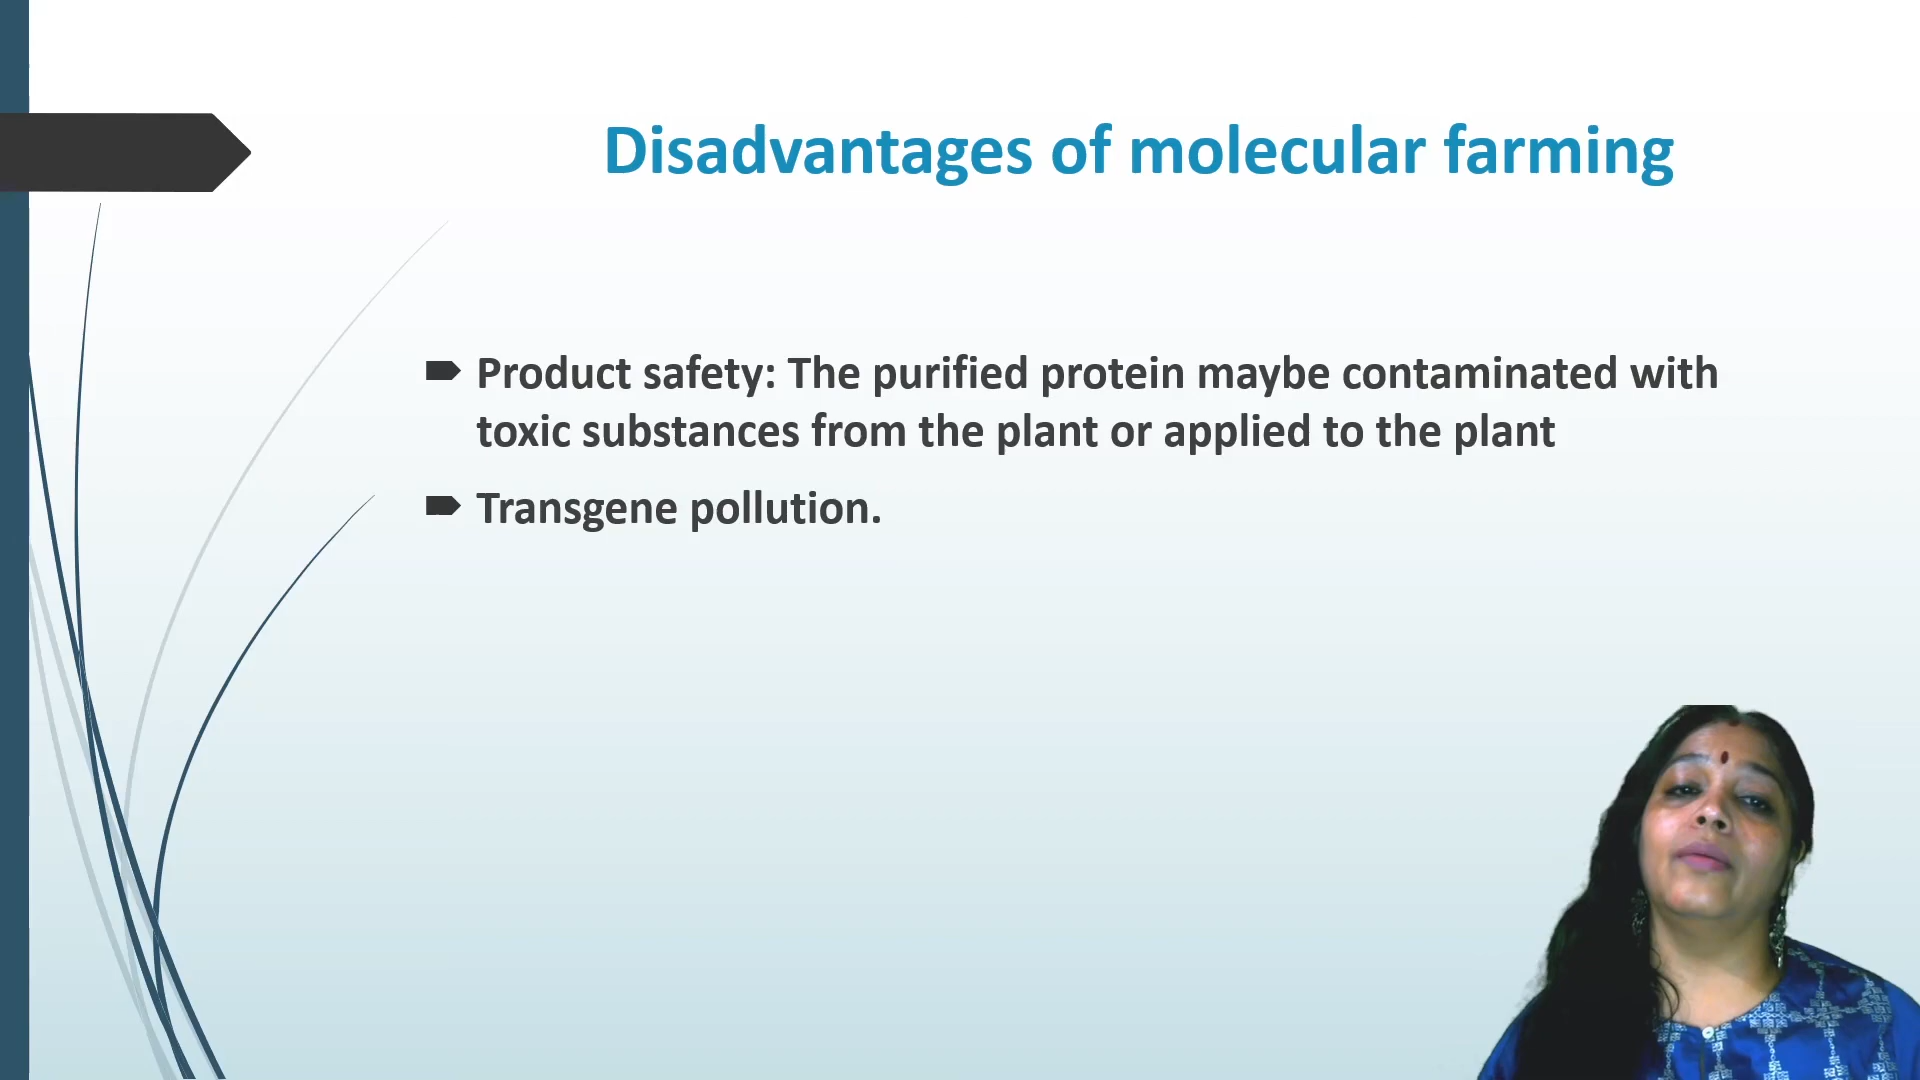 Disadvantages of molecular farming
Product safety: The purified protein maybe contaminated with
toxic substances from the plant or applied to the plant
Transgene pollution.